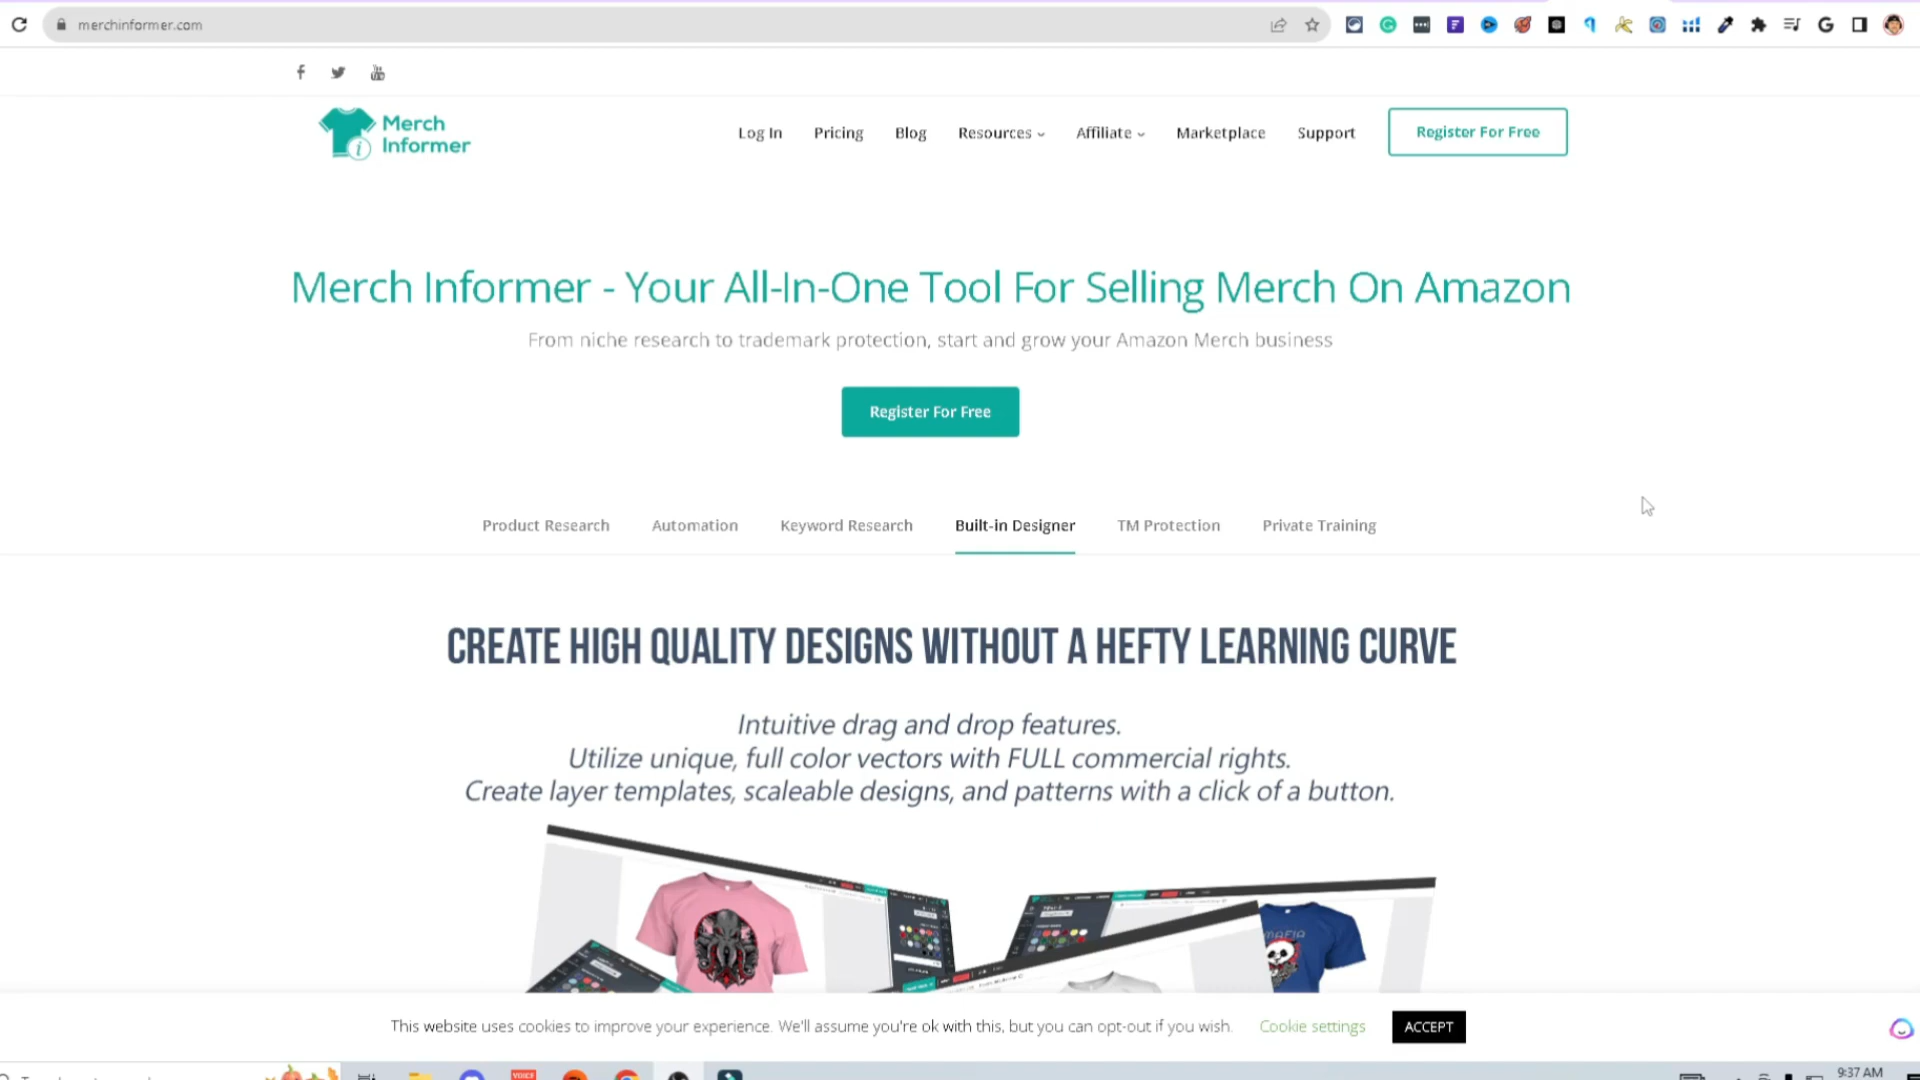 merchinformer.com
Merch
Informer
Log In Pricing Blog Resources Affiliate Marketplace Support Register For Free
Merch Informer - Your All-In-One Tool For Selling Merch On Amazon
From niche research to trademark protection, start and grow your Amazon Merch business
Register For Free
Product Research Automation Keyword Research Built-in Designer TM Protection Private Training
CREATE HIGH QUALITY DESIGNS WITHOUT A HEFTY LEARNING CURVE
Intuitive drag and drop features.
Utilize unique, full color vectors with FULL commercial rights.
Create layer templates, scaleable designs, and patterns with a click of a button.
MAFIA
This website uses cookies to improve your experience. We'll assume you're ok with this, but you can opt-out if you wish. Cookie settings ACCEPT
VOICE
9:37 AM